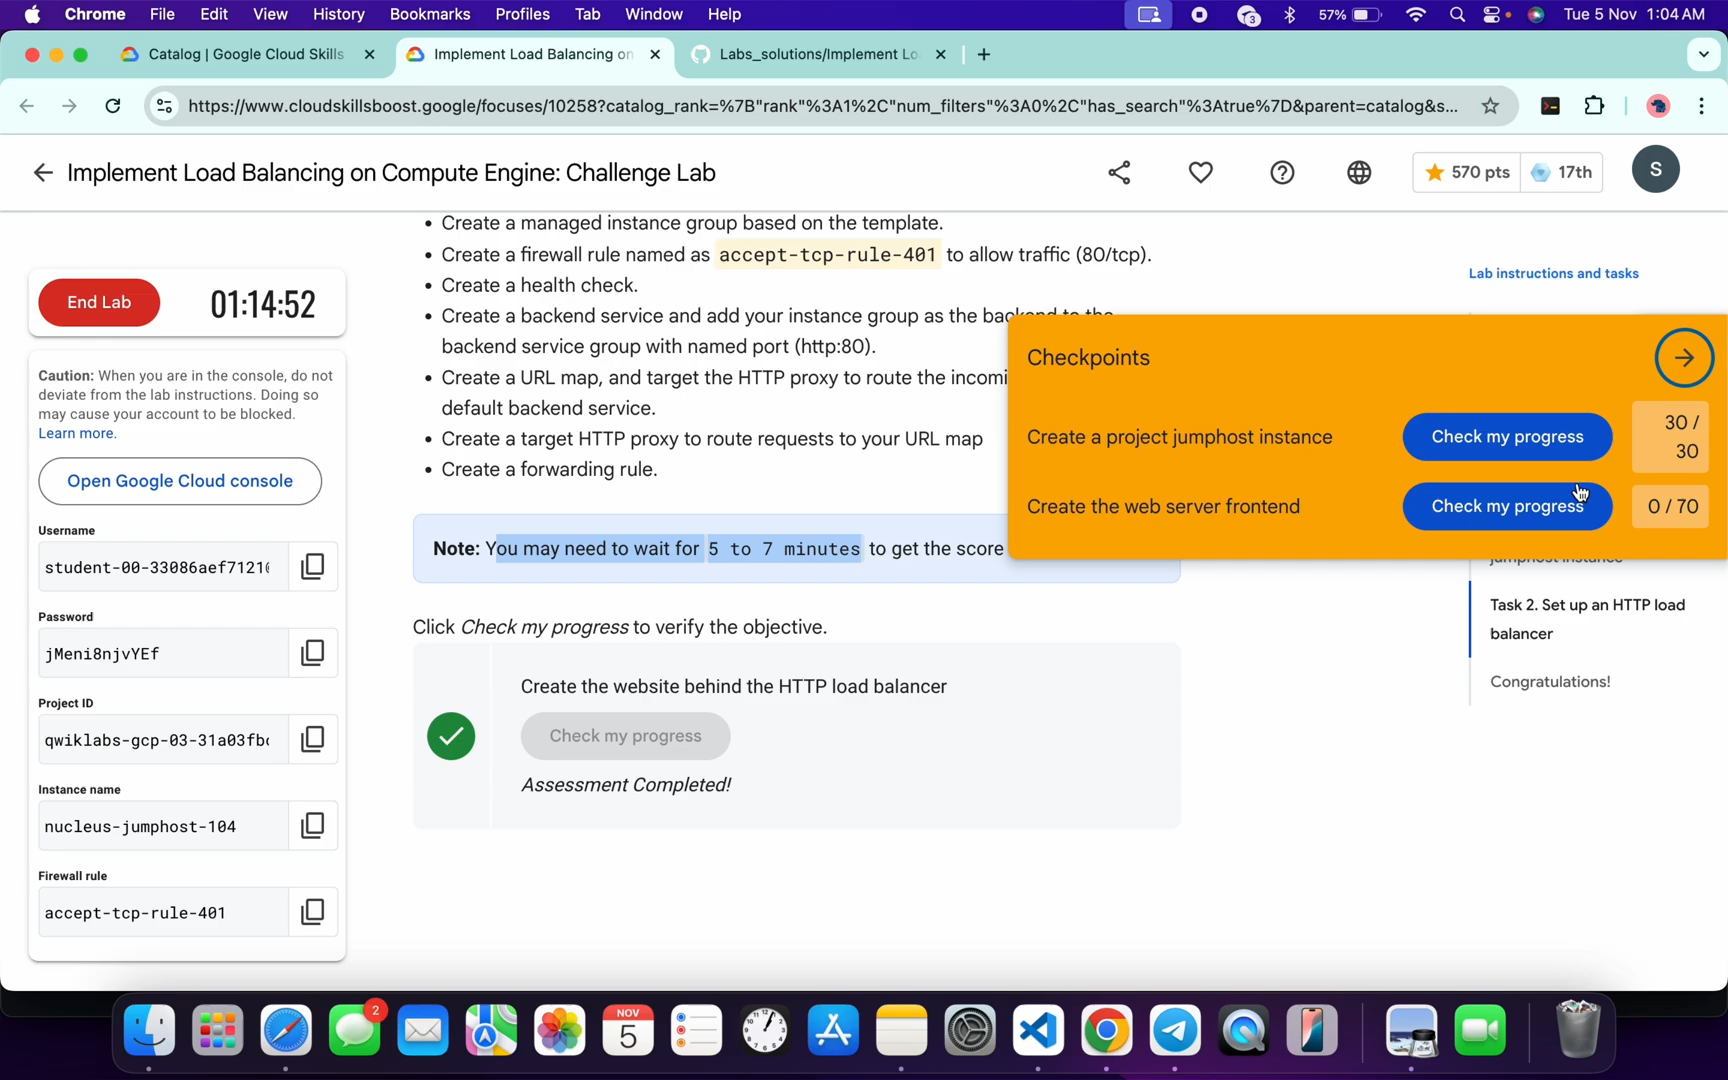 Chrome File Edit View History Bookmarks Profiles Tab Window Help 3 57% Tue 5 Nov 1:04 AM
Catalog | Google Cloud Skills Implement Load Balancing on Labs_solutions/Implement Lo
https://www.cloudskillsboost.google/focuses/10258?catalog_rank=%7B"rank"%3A1%2C"num_filters"%3A0%2C"has_search"%3Atrue%7D&parent=catalog&s...
Implement Load Balancing on Compute Engine: Challenge Lab
570 pts
17th
S
End Lab
01:14:52
Caution: When you are in the console, do not
deviate from the lab instructions. Doing so
may cause your account to be blocked.
Learn more.
Open Google Cloud console
Username
student-00-33086aef7121
Password
jMeni8njvYEf
Project ID
qwiklabs-gcp-03-31a03fb
Instance name
nucleus-jumphost-104
Firewall rule
accept-tcp-rule-401
• Create a managed instance group based on the template.
• Create a firewall rule named as accept-tcp-rule-401 to allow traffic (80/tcp).
• Create a health check.
• Create a backend service and add your instance group as the backend to the
backend service group with named port (http:80).
• Create a URL map, and target the HTTP proxy to route the incomi
default backend service.
• Create a target HTTP proxy to route requests to your URL map
• Create a forwarding rule.
Note: You may need to wait for 5 to 7 minutes to get the score
Click Check my progress to verify the objective.
Create the website behind the HTTP load balancer
Check my progress
Assessment Completed!
Lab instructions and tasks
Checkpoints
Create a project jumphost instance
Check my progress
30 /
30
Create the web server frontend
Check my progress
0 / 70
jumphost instance
Task 2. Set up an HTTP load
balancer
Congratulations!
2
NOV
5